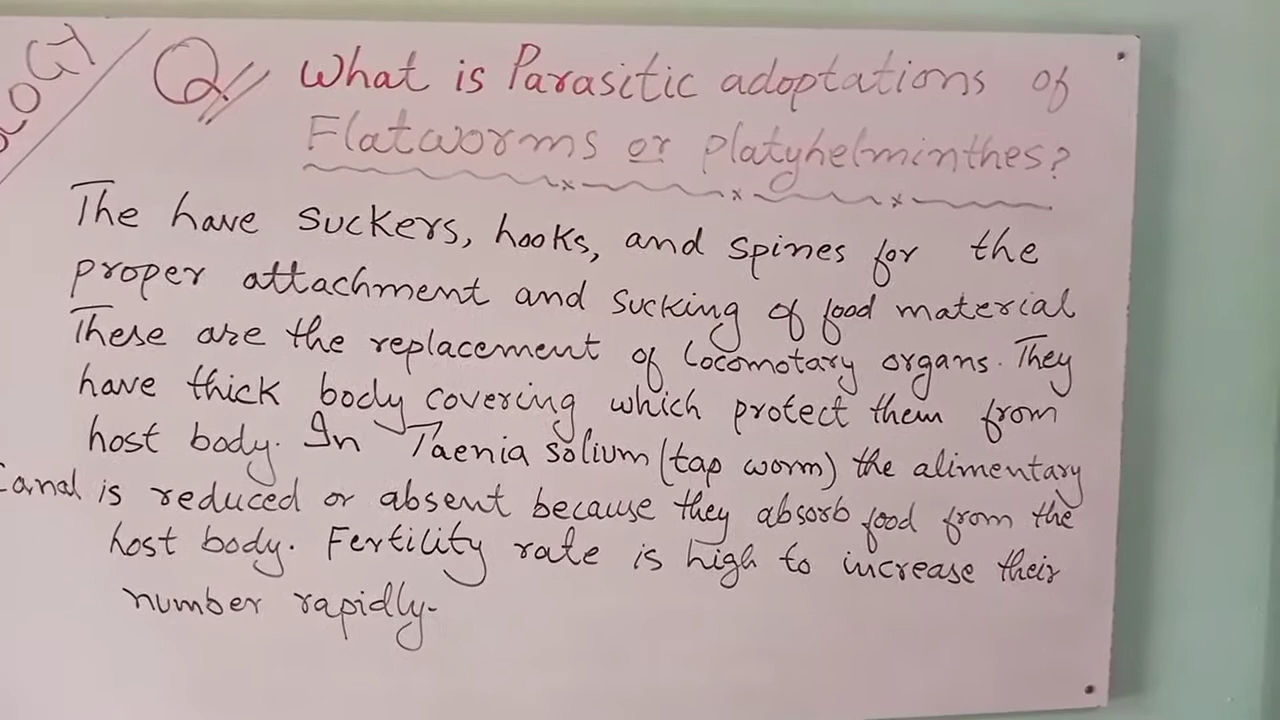 OLOGY
Q// What is Parasitic adoptations of
Flatworms or platyhelminthes?
The have suckers, hooks, and spines for the
proper attachment and sucking of food material
These are the replacement of locomotary organs. They
have thick body covering which protect them from
host body. In Taenia solium (tap worm) the alimentary
Canal is reduced or absent because they absorb food from the
host body. Fertility rate is high to increase their
number rapidly-